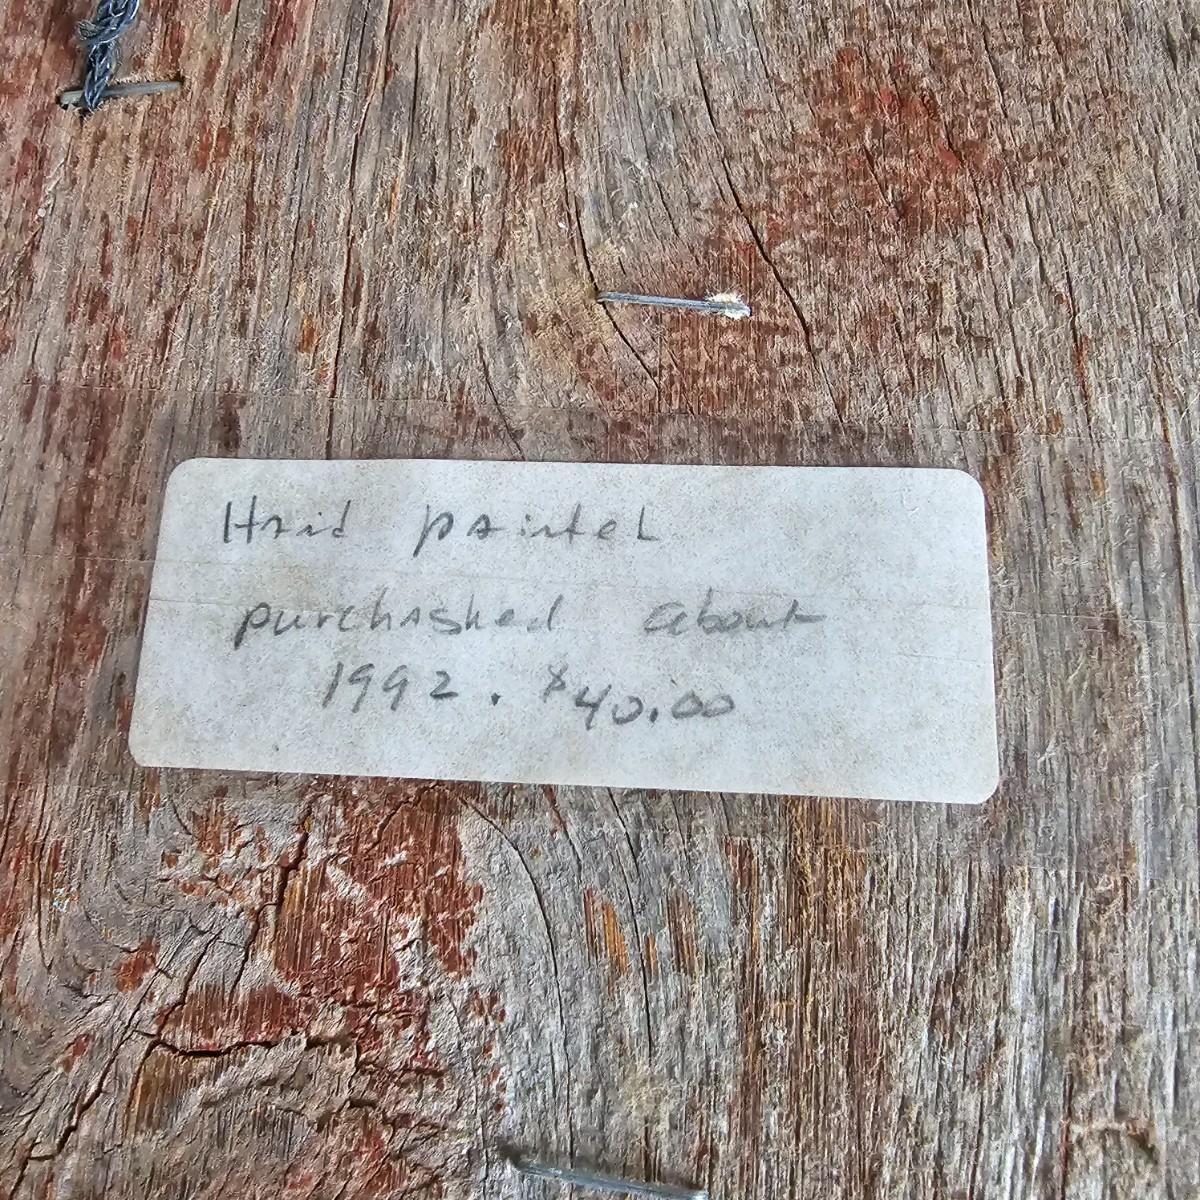 Hand painted
purchashed about
1992. $40.00